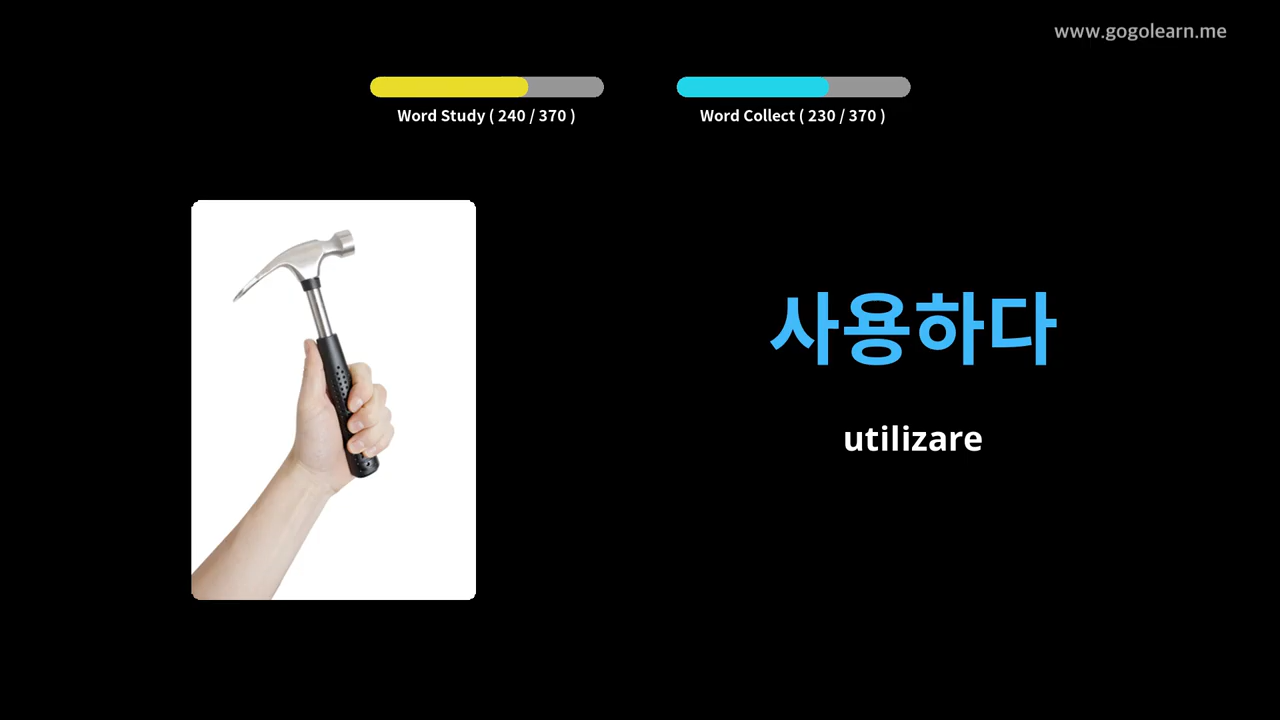 www.gogolearn.me
Word Study ( 240 / 370 )
Word Collect ( 230 / 370 )
사용하다
utilizare